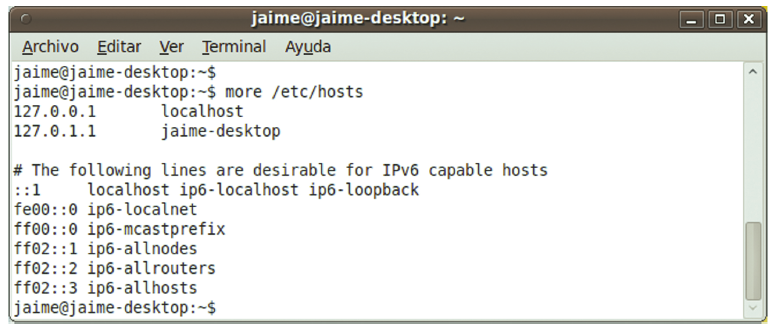 jaime@jaime-desktop: ~
Archivo Editar Ver Terminal Ayuda
jaime@jaime-desktop:~$
jaime@jaime-desktop:~$ more /etc/hosts
127.0.0.1 localhost
127.0.1.1 jaime-desktop
# The following lines are desirable for IPv6 capable hosts
::1 localhost ip6-localhost ip6-loopback
fe00::0 ip6-localnet
ff00::0 ip6-mcastprefix
ff02::1 ip6-allnodes
ff02::2 ip6-allrouters
ff02::3 ip6-allhosts
jaime@jaime-desktop:~$